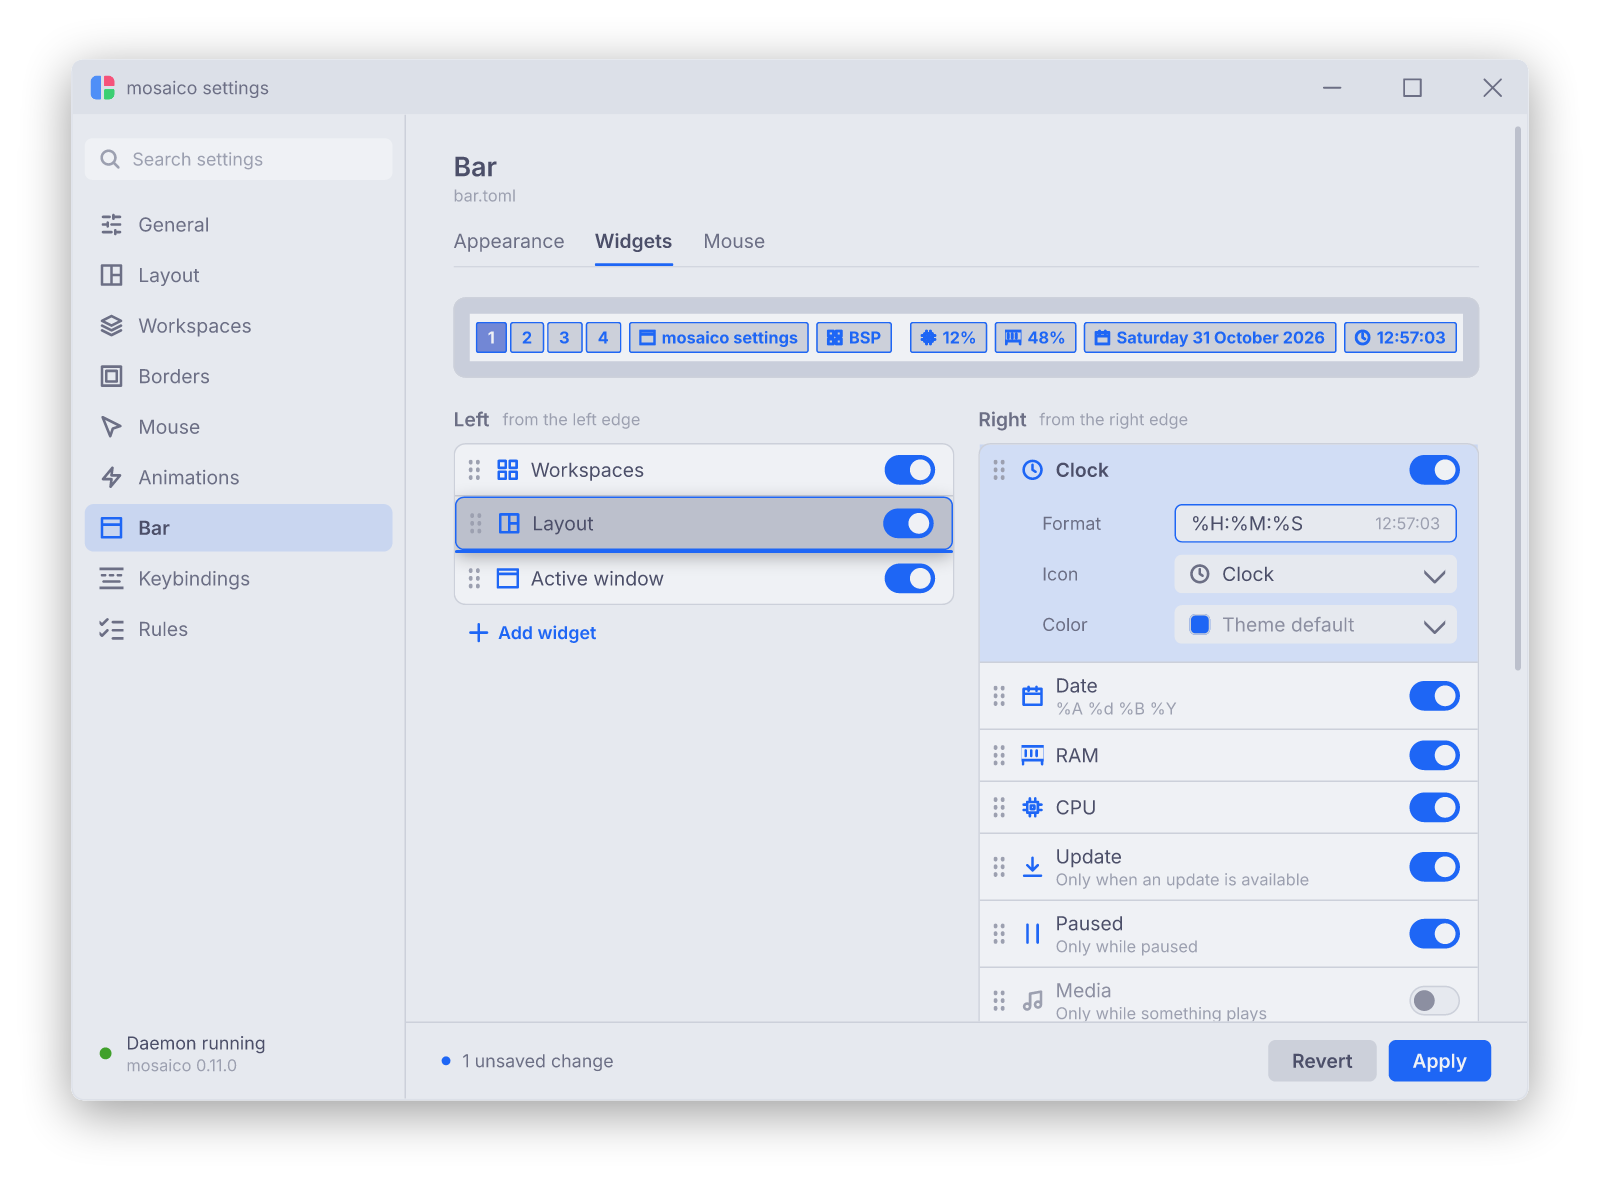 mosaico settings
Search settings
General
Layout
Workspaces
Borders
Mouse
Animations
Bar
Keybindings
Rules
Daemon running
mosaico 0.11.0
Bar
bar.toml
Appearance Widgets Mouse
1 2 3 4 mosaico settings BSP 12% 48% Saturday 31 October 2026 12:57:03
Left from the left edge
Workspaces
Layout
Active window
Add widget
Right from the right edge
Clock
Format %H:%M:%S 12:57:03
Icon Clock
Color Theme default
Date
%A %d %B %Y
RAM
CPU
Update
Only when an update is available
Paused
Only while paused
Media
Only while something plays
1 unsaved change
Revert Apply